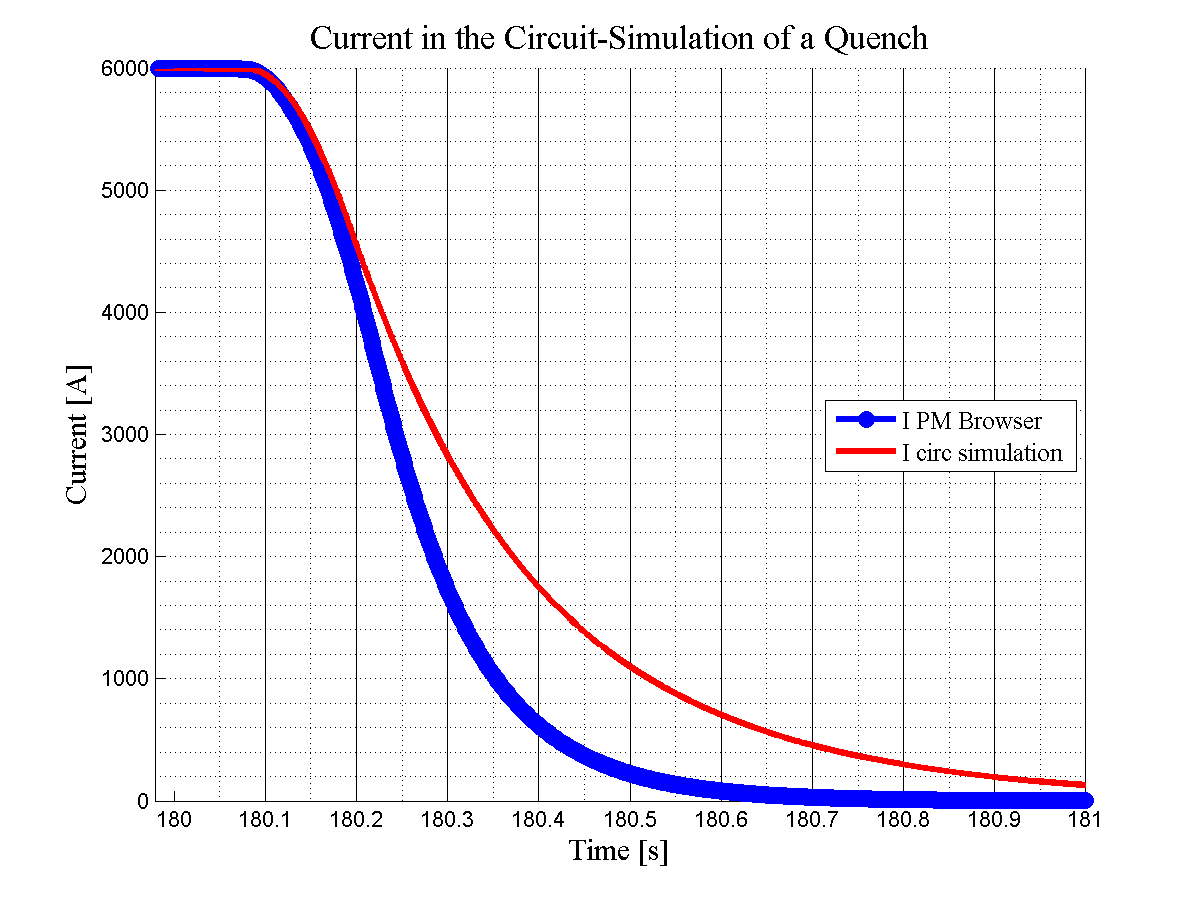 Current in the Circuit-Simulation of a Quench
6000
5000
4000
3000
2000
1000
0
Current [A]
I PM Browser
I circ simulation
180 180.1 180.2 180.3 180.4 180.5 180.6 180.7 180.8 180.9 181
Time [s]